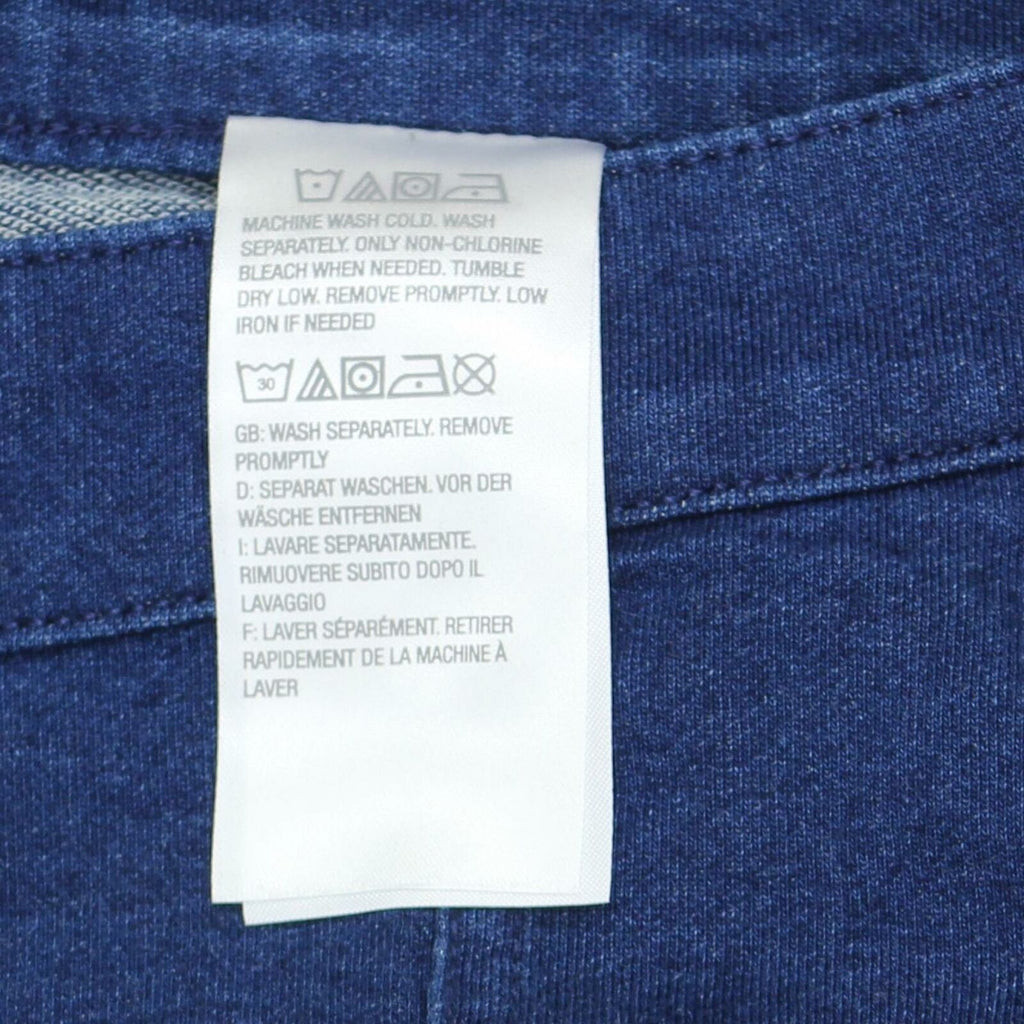 MACHINE WASH COLD. WASH
SEPARATELY. ONLY NON-CHLORINE
BLEACH WHEN NEEDED. TUMBLE
DRY LOW. REMOVE PROMPTLY. LOW
IRON IF NEEDED
30
GB: WASH SEPARATELY. REMOVE
PROMPTLY
D: SEPARAT WASCHEN. VOR DER
WÄSCHE ENTFERNEN
I: LAVARE SEPARATAMENTE.
RIMUOVERE SUBITO DOPO IL
LAVAGGIO
F: LAVER SÉPARÉMENT. RETIRER
RAPIDEMENT DE LA MACHINE À
LAVER